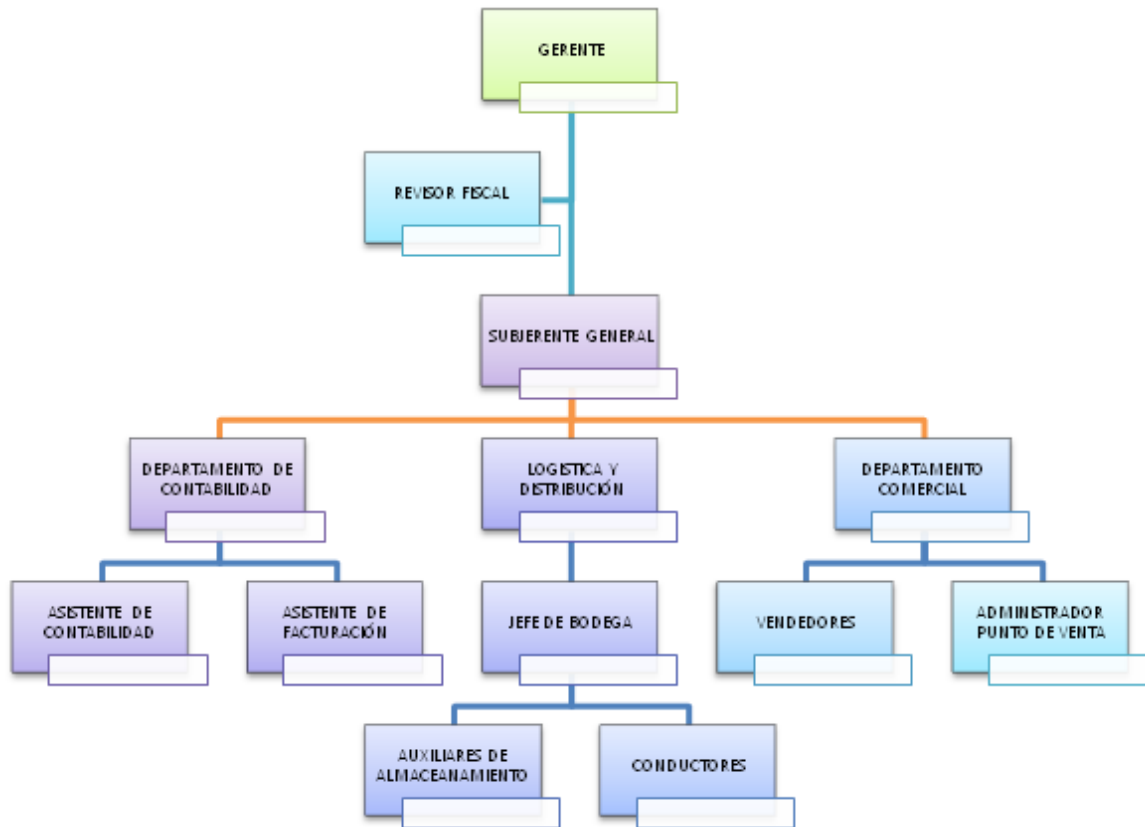 GERENTE
REVISOR FISCAL
SUBJERENTE GENERAL
DEPARTAMENTO DE
CONTABILIDAD
LOGISTICA Y
DISTRIBUCIÓN
DEPARTAMENTO
COMERCIAL
ASISTENTE DE
CONTABILIDAD
ASISTENTE DE
FACTURACIÓN
JEFE DE BODEGA
VENDEDORES
ADMINISTRADOR
PUNTO DE VENTA
AUXILIARES DE
ALMACEANAMIENTO
CONDUCTORES